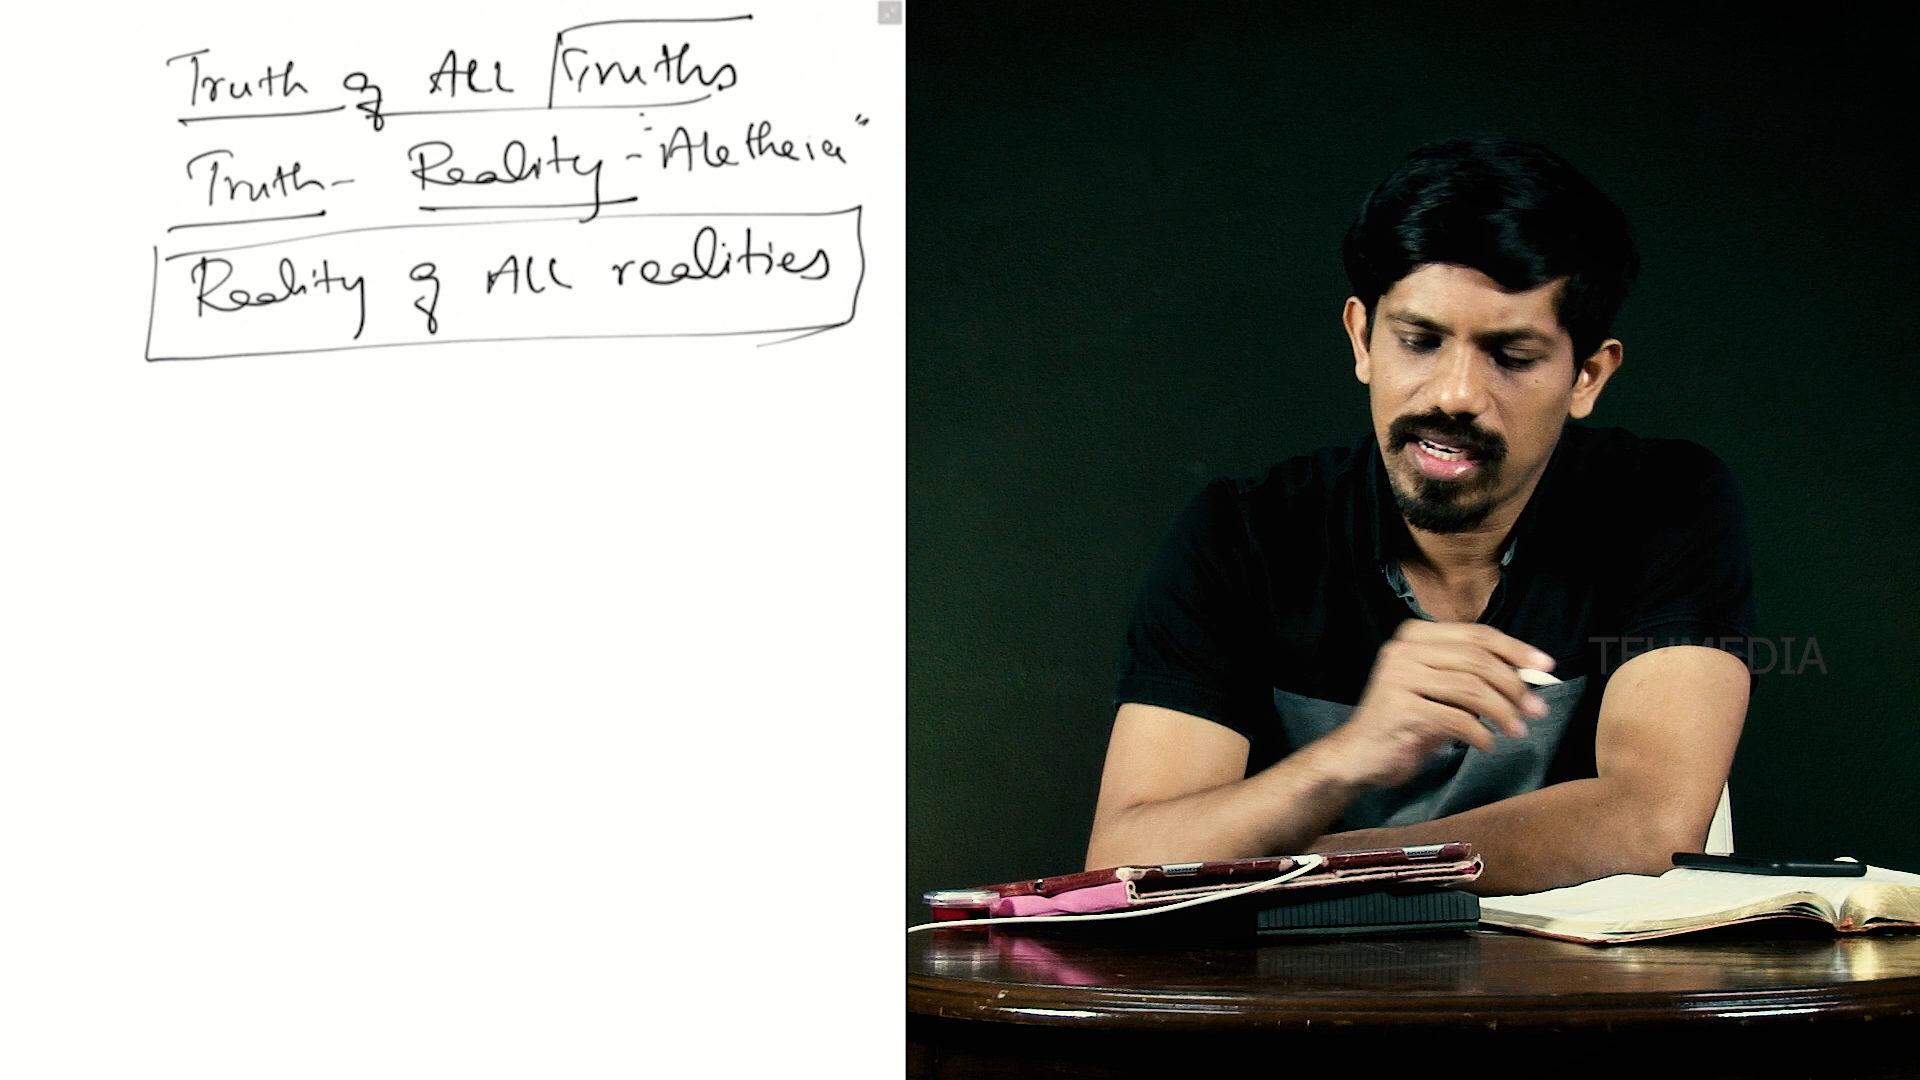 Truth of ALL Truths
Truth - Reality - "Aletheia"
Reality of ALL realities